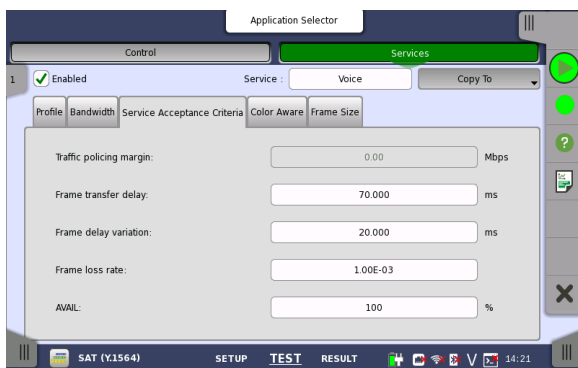 Application Selector
Control Services
1 Enabled Service : Voice Copy To
Profile Bandwidth Service Acceptance Criteria Color Aware Frame Size
Traffic policing margin: 0.00 Mbps
Frame transfer delay: 70.000 ms
Frame delay variation: 20.000 ms
Frame loss rate: 1.00E-03
AVAIL: 100 %
SAT (Y.1564) SETUP TEST RESULT V 14:21